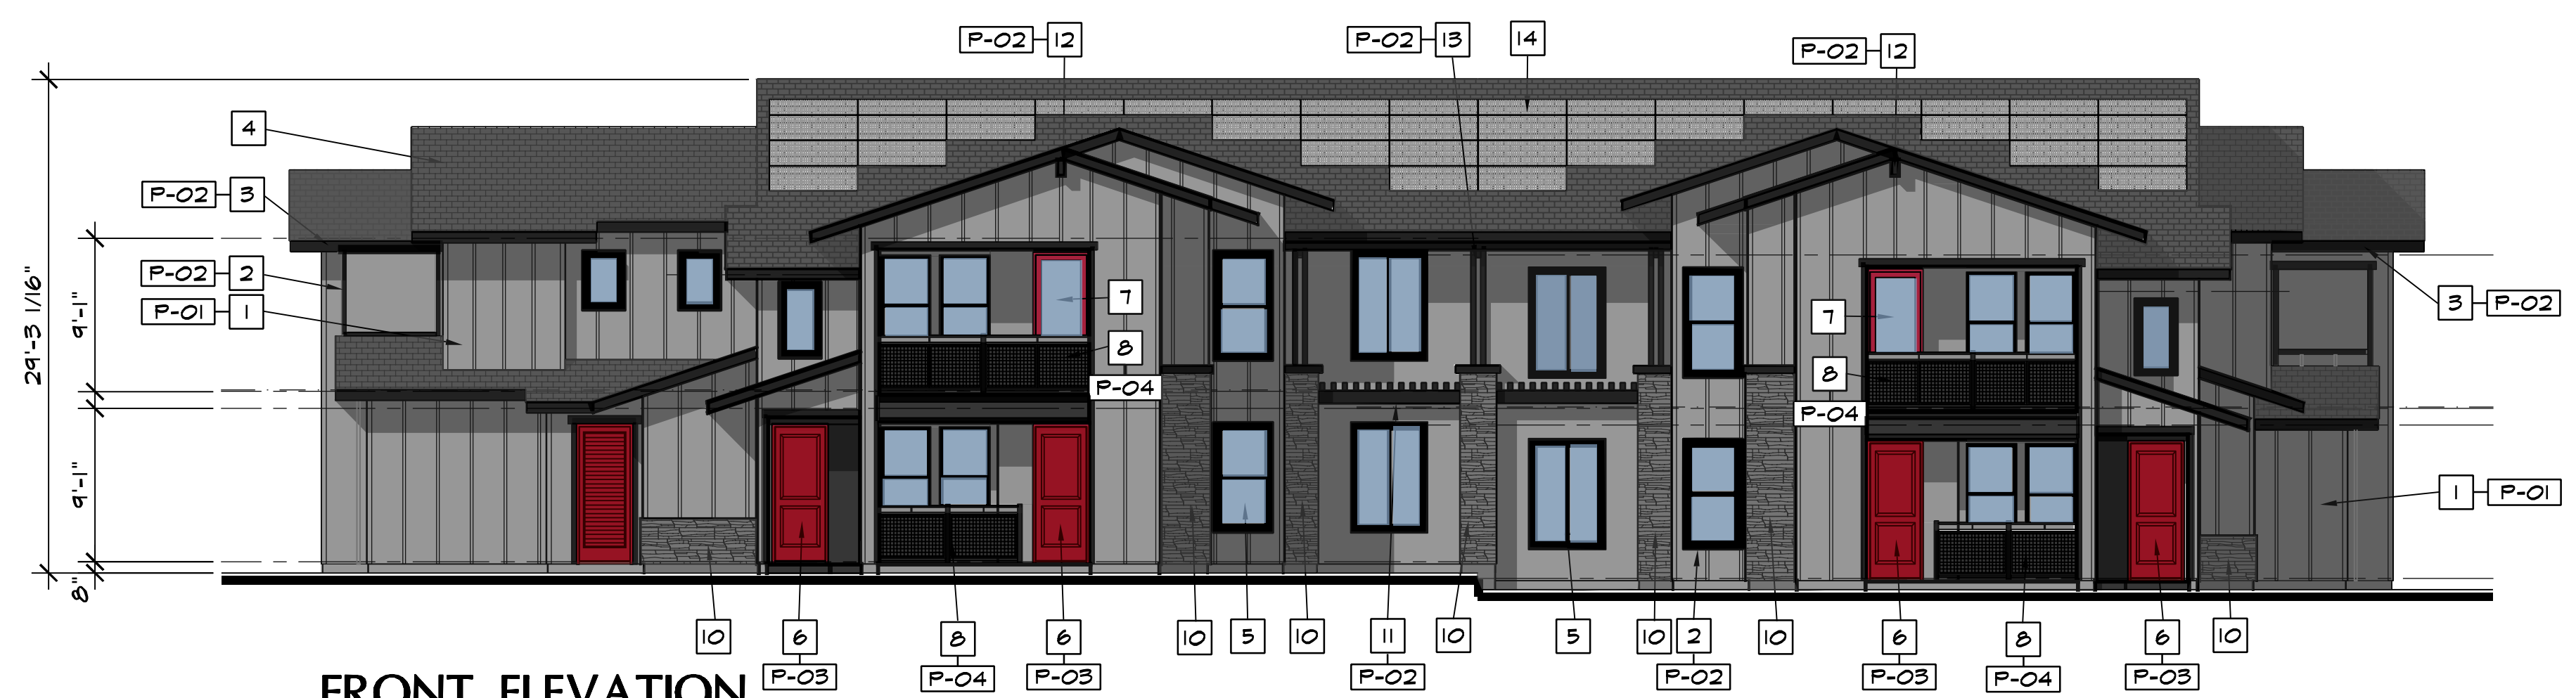 P-02 12
P-02 13
14
P-02 12
4
P-02 3
P-02 2
P-01 1
29'-3 1/16"
9'-1"
9'-1"
8"
7
8
P-04
7
8
P-04
3 P-02
1 P-01
10
6
P-03
8
P-04
6
P-03
10
5
10
11
P-02
10
5
10
2
P-02
10
6
P-03
8
P-04
6
P-03
10
FRONT ELEVATION